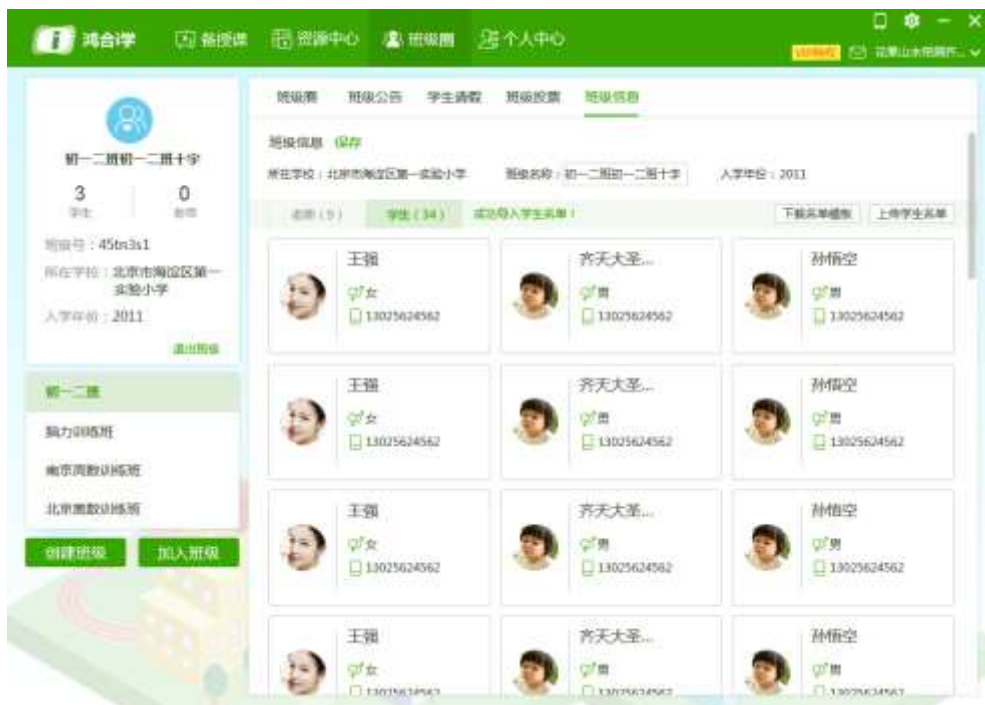 鸿合i学 备授课 资源中心 班级圈 个人中心
班级圈 班级公告 学生请假 班级投票 班级信息
班级信息 保存
所在学校：北京市海淀区第一实验小学 班级名称：初一二班初一二班十字 入学年份：2011
老师（9） 学生（34） 成功导入学生名单！ 下载名单模板 上传学生名单
初一二班初一二班十字
3 0
学生 老师
班级号：45bs3s1
所在学校：北京市海淀区第一
实验小学
入学年份：2011
退出班级
初一二班
脑力训练班
北京奥数训练班
创建班级 加入班级
王强 齐天大圣... 孙悟空
女 男 男
13025624562 13025624562 13025624562
王强 齐天大圣... 孙悟空
女 男 男
13025624562 13025624562 13025624562
王强 齐天大圣... 孙悟空
女 男 男
13025624562 13025624562 13025624562
王强 齐天大圣... 孙悟空
女 男 男
13025624562 13025624562 13025624562